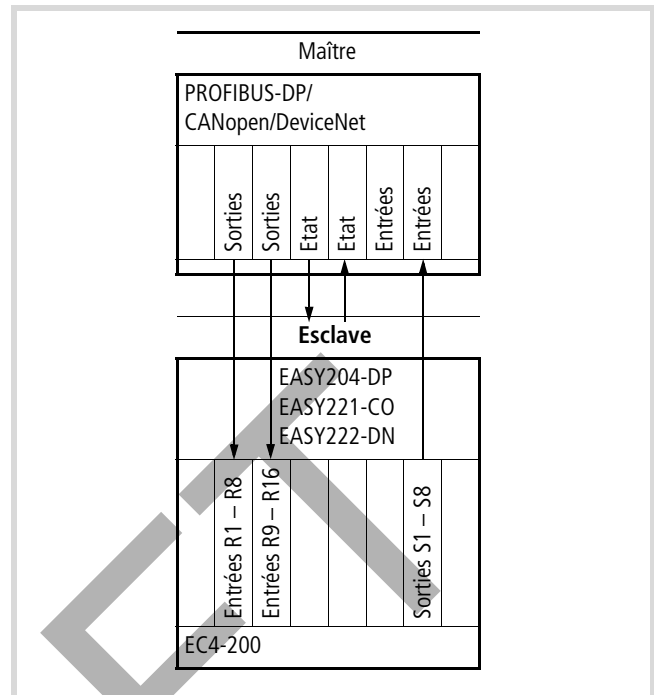 Maître
PROFIBUS-DP/
CANopen/DeviceNet
Sorties
Sorties
Etat
Etat
Entrées
Entrées
Esclave
EASY204-DP
EASY221-CO
EASY222-DN
Entrées R1 – R8
Entrées R9 – R16
Sorties S1 – S8
EC4-200